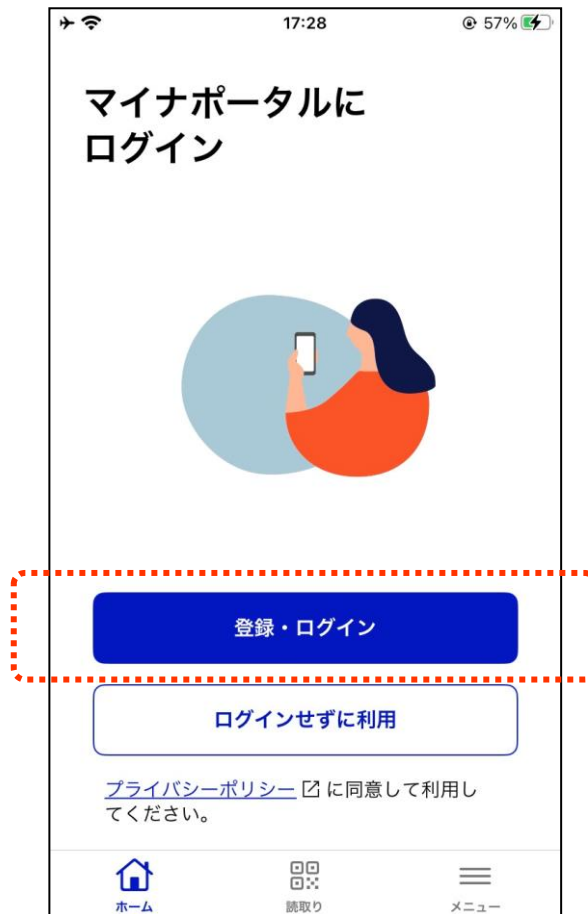 17:28
57%
マイナポータルに
ログイン
登録・ログイン
ログインせずに利用
プライバシーポリシー に同意して利用し
てください。
ホーム 読取り メニュー